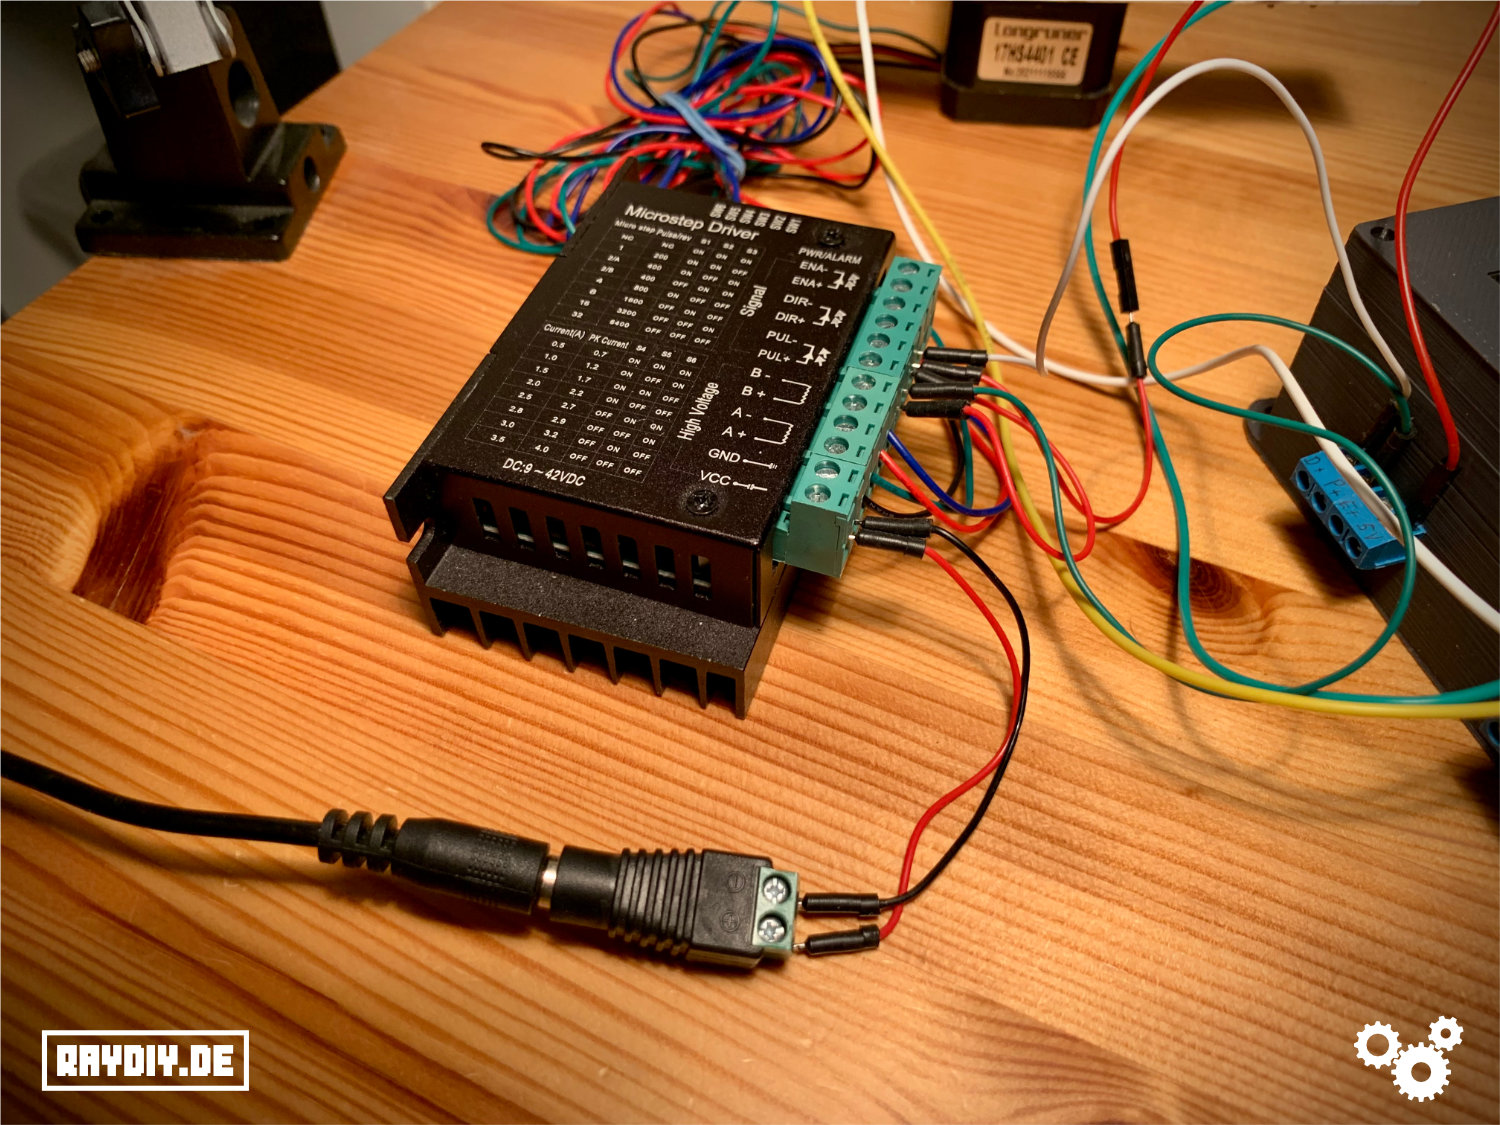 Longruner
17HS4401 CE
Microstep Driver
Micro step Pulse/rev S1 S2 S3
NC NC ON ON ON
1 200 ON ON OFF
2/A 400 ON OFF ON
2/B 400 OFF ON ON
4 800 ON OFF OFF
8 1600 OFF ON OFF
16 3200 OFF OFF ON
32 6400 OFF OFF OFF
Current(A) PK Current S4 S5 S6
0.5 0.7 ON ON ON
1.0 1.2 ON OFF ON
1.5 1.7 ON ON OFF
2.0 2.2 ON OFF OFF
2.5 2.7 OFF ON ON
2.8 2.9 OFF OFF ON
3.0 3.2 OFF ON OFF
3.5 4.0 OFF OFF OFF
DC:9~42VDC
PWR/ALARM
Signal
ENA-
ENA+
DIR-
DIR+
PUL-
PUL+
High Voltage
B -
B +
A -
A +
GND
VCC
D+ P+ E+ 5V
RAYDIY.DE